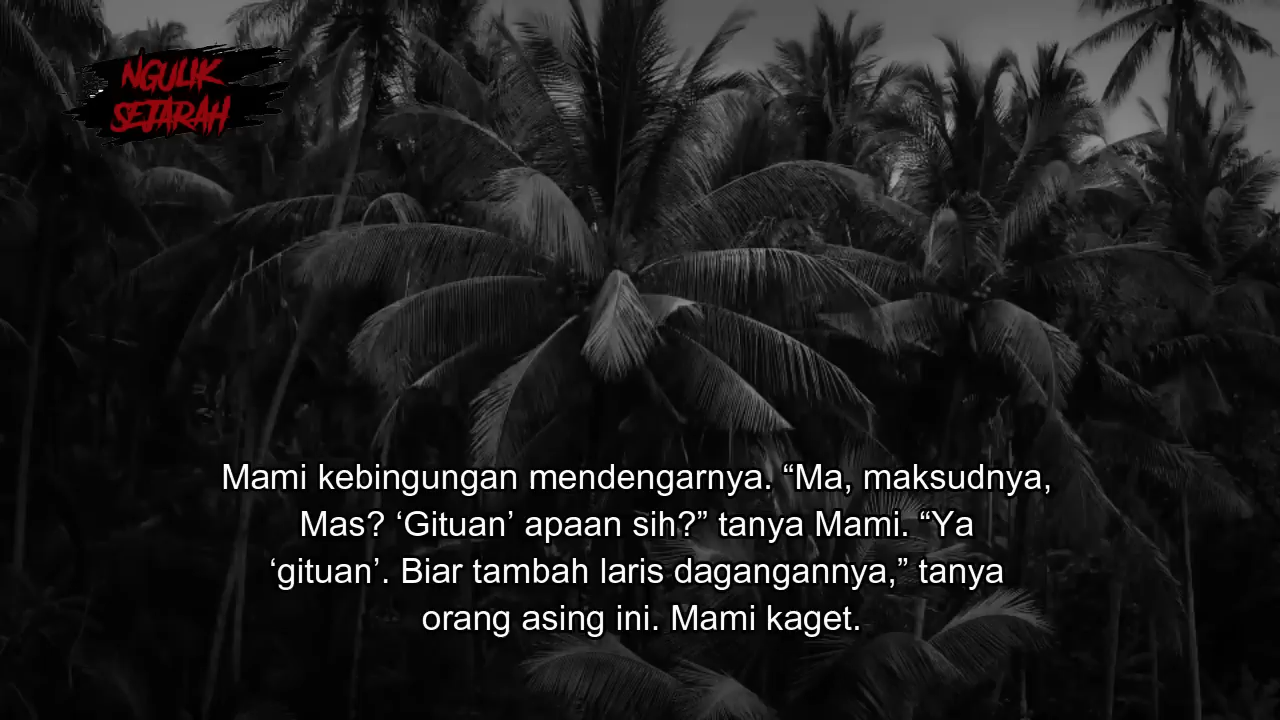 NGULIK
SEJARAH
Mami kebingungan mendengarnya. “Ma, maksudnya,
Mas? ‘Gituan’ apaan sih?” tanya Mami. “Ya
‘gituan’. Biar tambah laris dagangannya,” tanya
orang asing ini. Mami kaget.